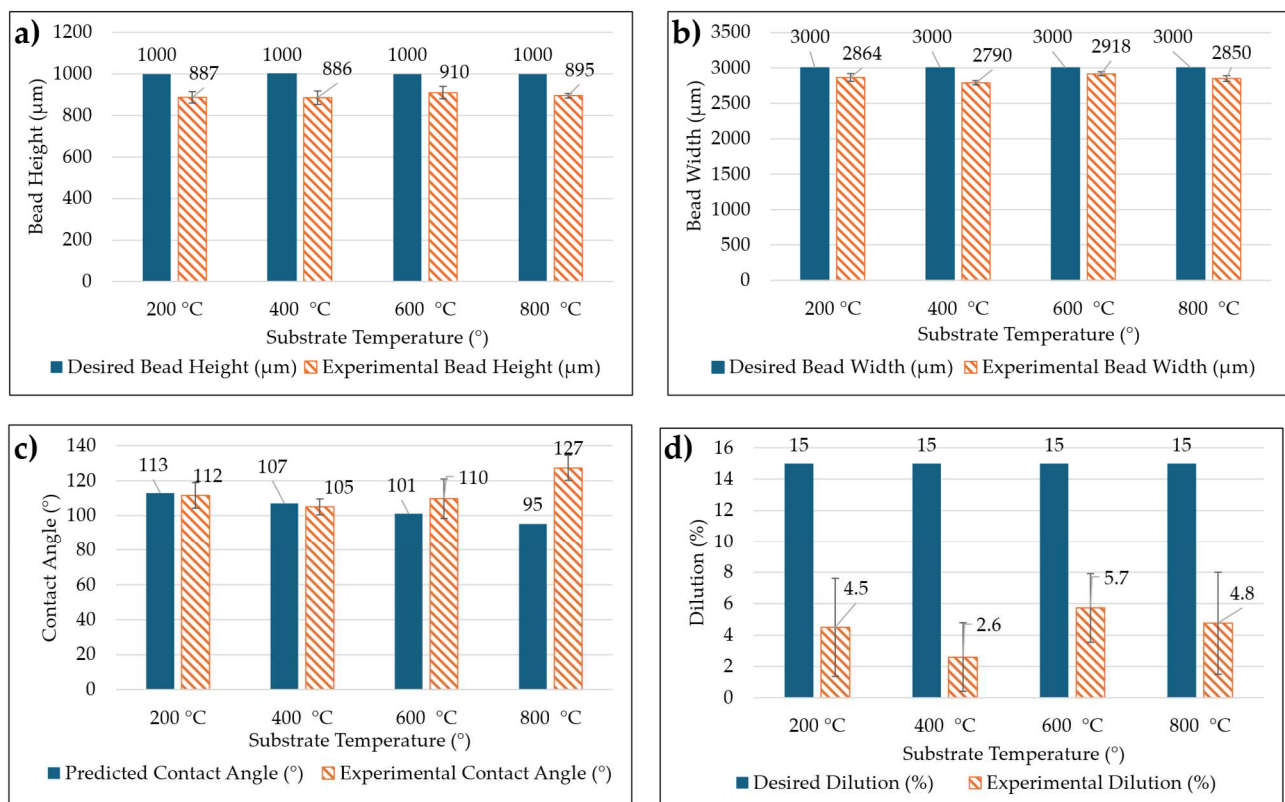 a)
1200
1000
800
600
400
200
0
Bead Height (µm)
1000 887 1000 886 1000 910 1000 895
200 °C 400 °C 600 °C 800 °C
Substrate Temperature (°)
Desired Bead Height (µm) Experimental Bead Height (µm)
b)
3500
3000
2500
2000
1500
1000
500
0
Bead Width (µm)
3000 2864 3000 2790 3000 2918 3000 2850
200 °C 400 °C 600 °C 800 °C
Substrate Temperature (°)
Desired Bead Width (µm) Experimental Bead Width (µm)
c)
140
120
100
80
60
40
20
0
Contact Angle (°)
113 112 107 105 101 110 95 127
200 °C 400 °C 600 °C 800 °C
Substrate Temperature (°)
Predicted Contact Angle (°) Experimental Contact Angle (°)
d)
16
14
12
10
8
6
4
2
0
Dilution (%)
15 4.5 15 2.6 15 5.7 15 4.8
200 °C 400 °C 600 °C 800 °C
Substrate Temperature (°)
Desired Dilution (%) Experimental Dilution (%)